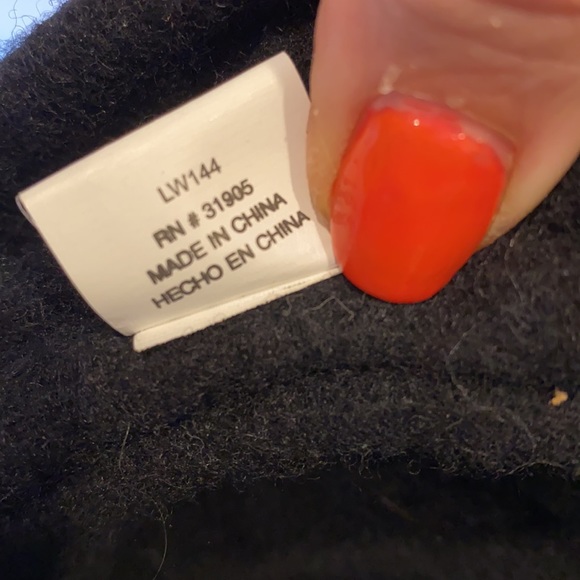 LW144
RN # 31905
MADE IN CHINA
HECHO EN CHINA